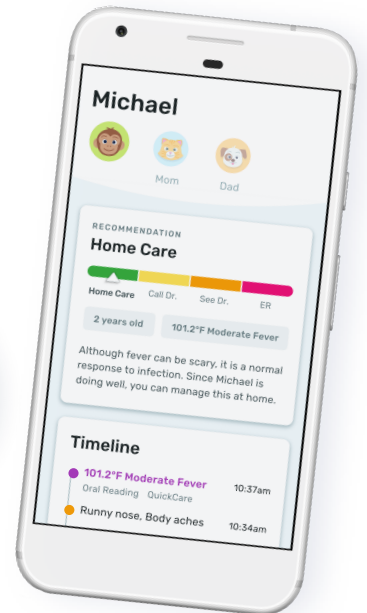 Michael
Mom
Dad
RECOMMENDATION
Home Care
Home Care
Call Dr.
See Dr.
ER
2 years old
101.2°F Moderate Fever
Although fever can be scary, it is a normal
response to infection. Since Michael is
doing well, you can manage this at home.
Timeline
101.2°F Moderate Fever
10:37am
Oral Reading QuickCare
Runny nose, Body aches
10:34am